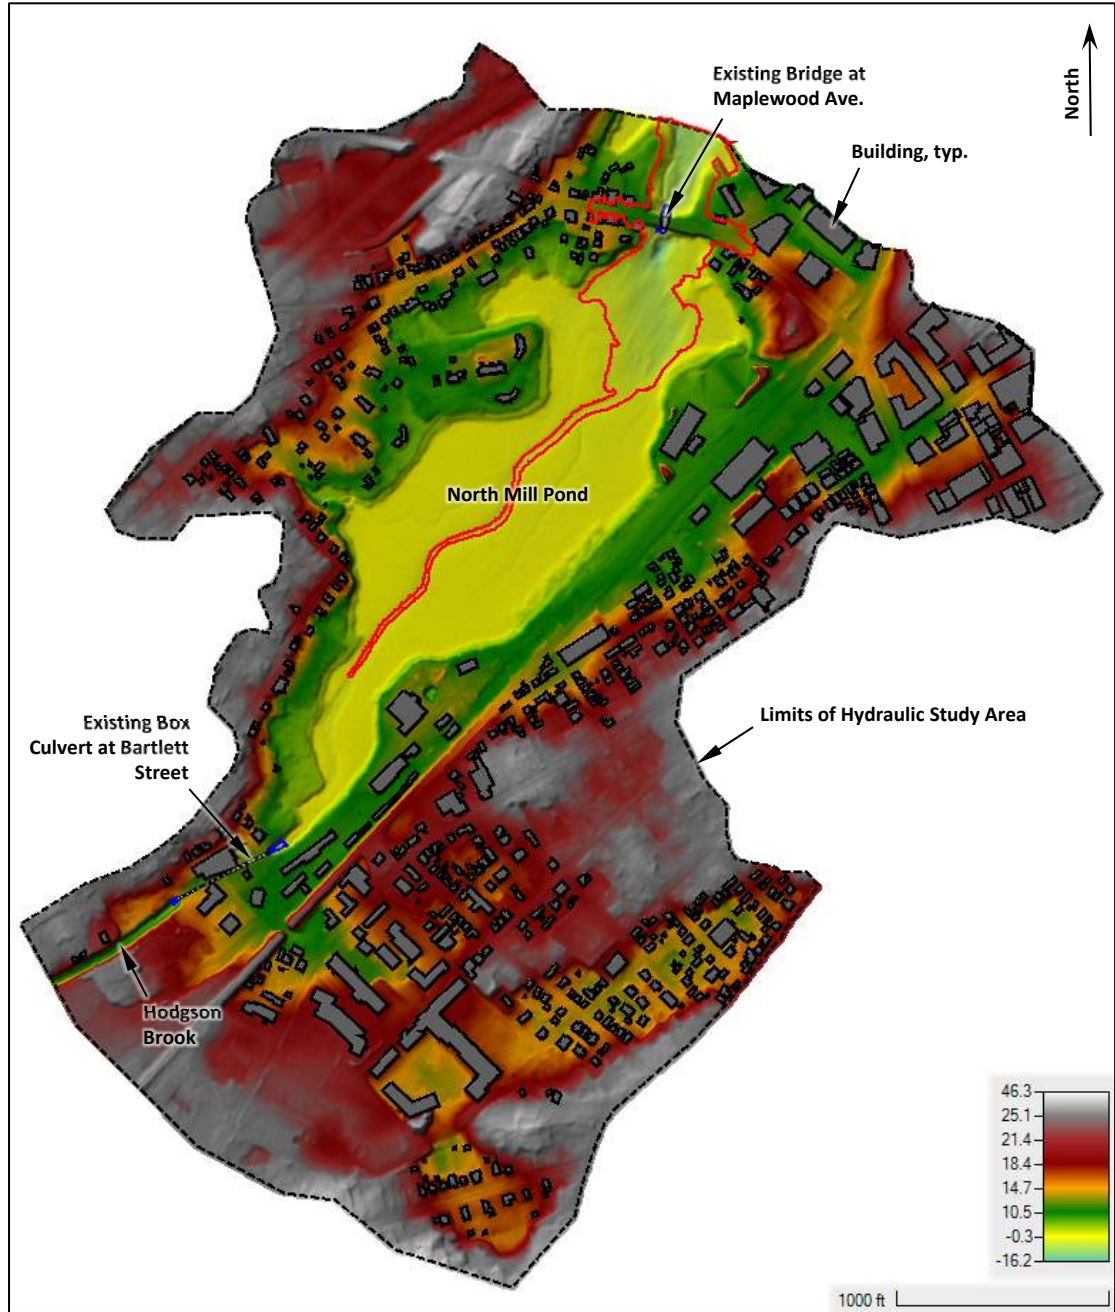 Existing Bridge at
Maplewood Ave.
North
Building, typ.
North Mill Pond
Existing Box
Culvert at Bartlett
Street
Limits of Hydraulic Study Area
Hodgson
Brook
46.3
25.1
21.4
18.4
14.7
10.5
-0.3
-16.2
1000 ft